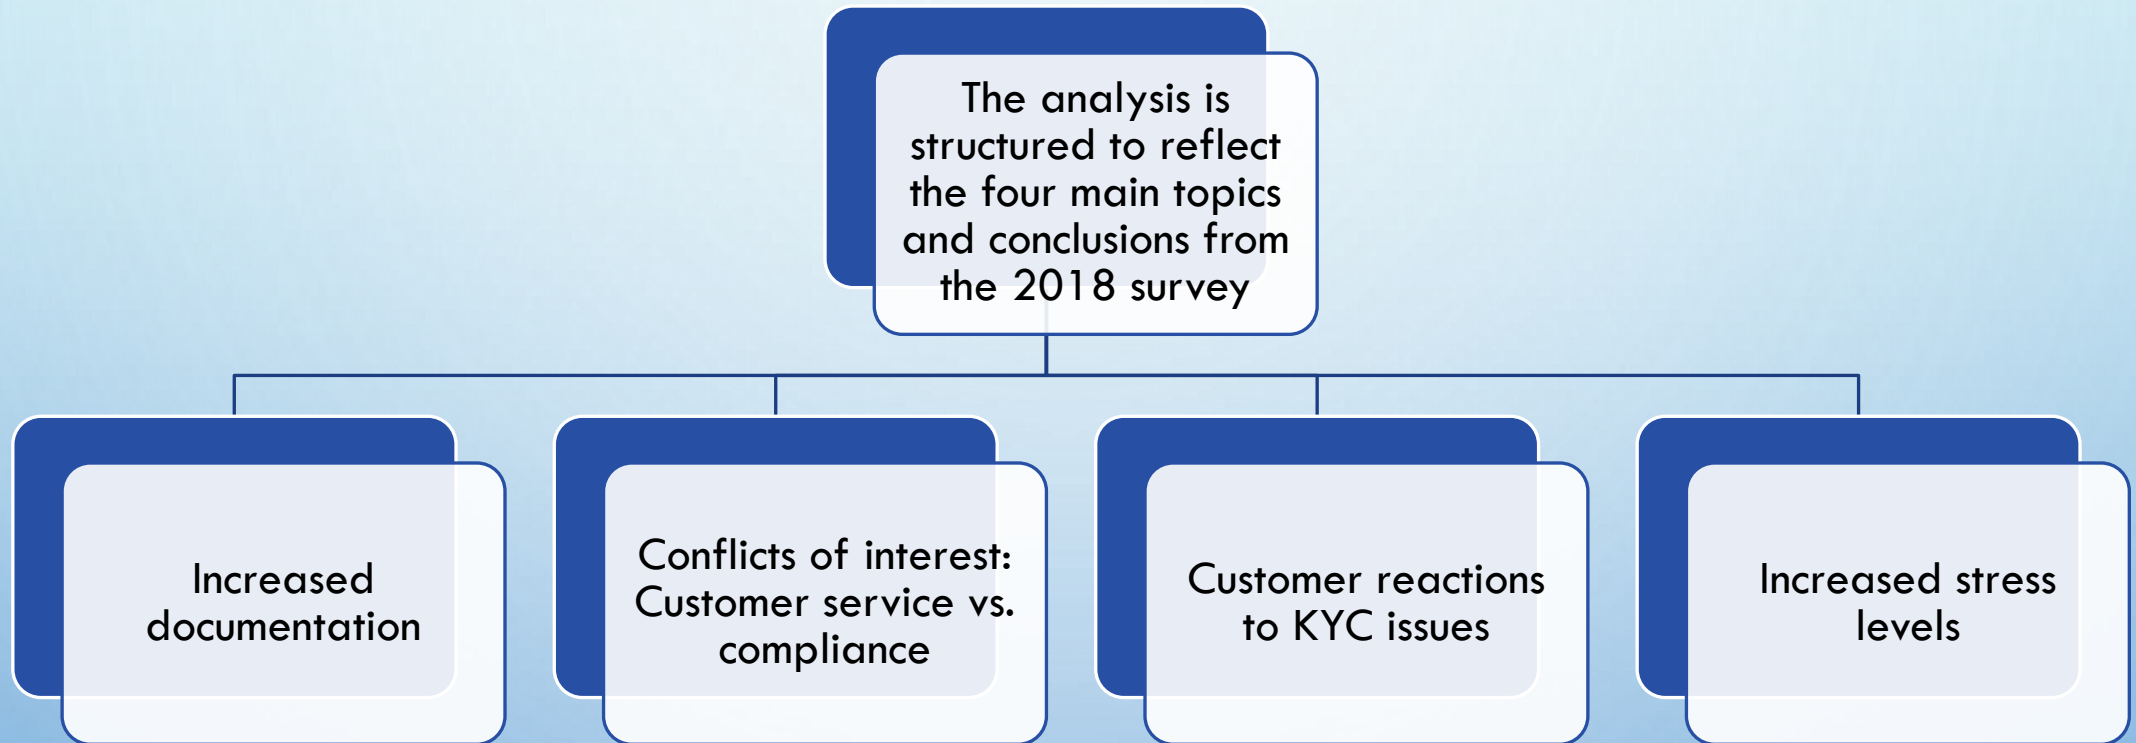 The analysis is
structured to reflect
the four main topics
and conclusions from
the 2018 survey
Increased
documentation
Conflicts of interest:
Customer service vs.
compliance
Customer reactions
to KYC issues
Increased stress
levels